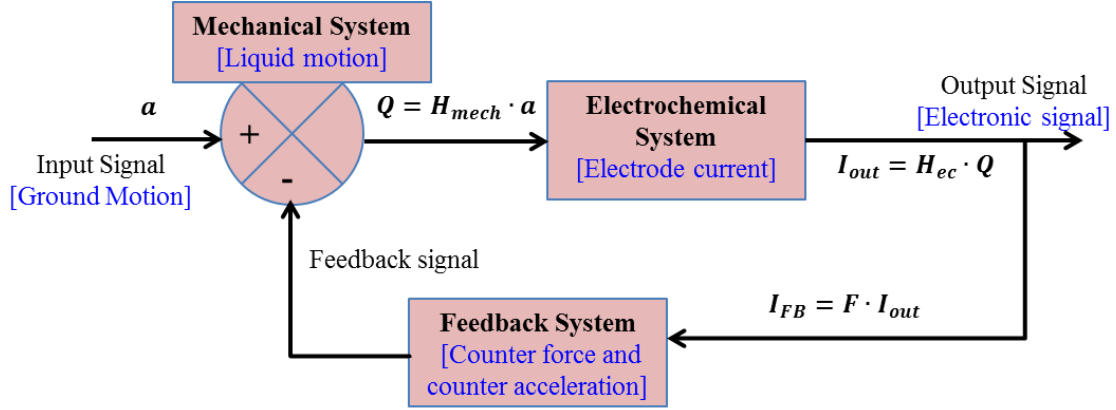 Mechanical System
[Liquid motion]
a
+
-
Q = H_mech · a
Input Signal
[Ground Motion]
Electrochemical
System
[Electrode current]
Output Signal
[Electronic signal]
I_out = H_ec · Q
Feedback signal
I_FB = F · I_out
Feedback System
[Counter force and
counter acceleration]